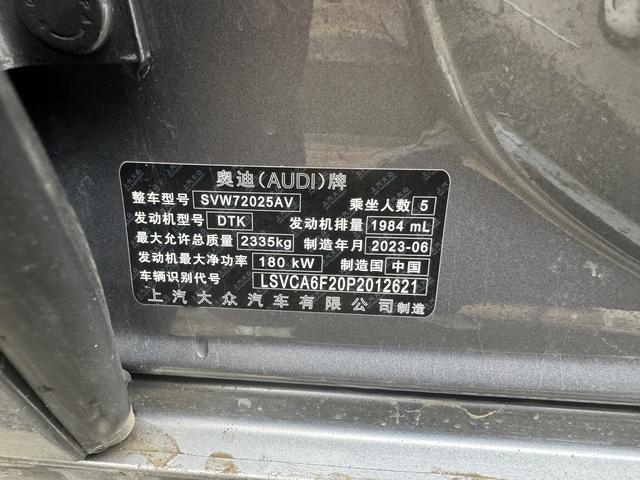 奥迪(AUDI)牌
整车型号 SVW72025AV 乘坐人数 5
发动机型号 DTK 发动机排量 1984 mL
最大允许总质量 2335kg 制造年月 2023-06
发动机最大净功率 180 kW 制造国 中国
车辆识别代号 LSVCA6F20P2012621
上汽大众汽车有限公司制造